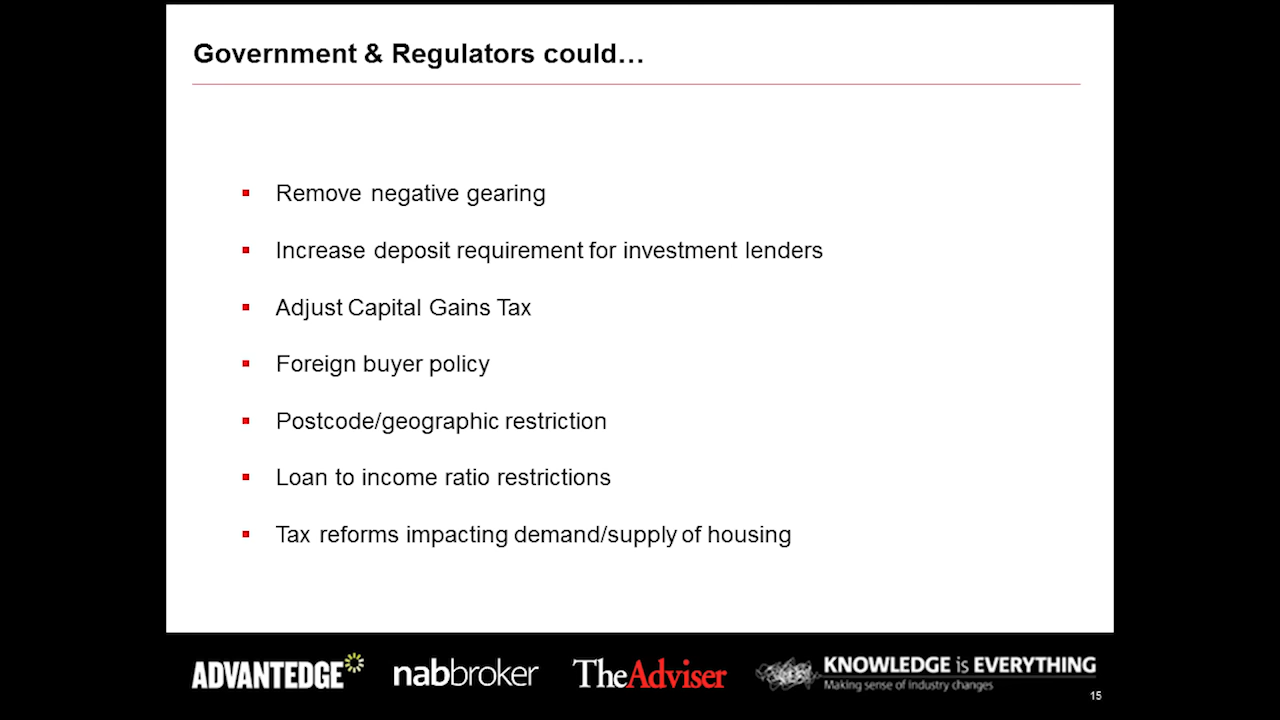 Government & Regulators could…
Remove negative gearing
Increase deposit requirement for investment lenders
Adjust Capital Gains Tax
Foreign buyer policy
Postcode/geographic restriction
Loan to income ratio restrictions
Tax reforms impacting demand/supply of housing
ADVANTEDGE
nabbroker
TheAdviser
KNOWLEDGE is EVERYTHING
Making sense of industry changes
15